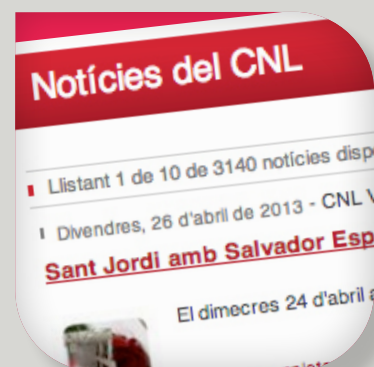 Notícies del CNL
Llistant 1 de 10 de 3140 notícies
Divendres, 26 d'abril de 2013 - CNL
Sant Jordi amb Salvador
El dimecres 24 d'abril